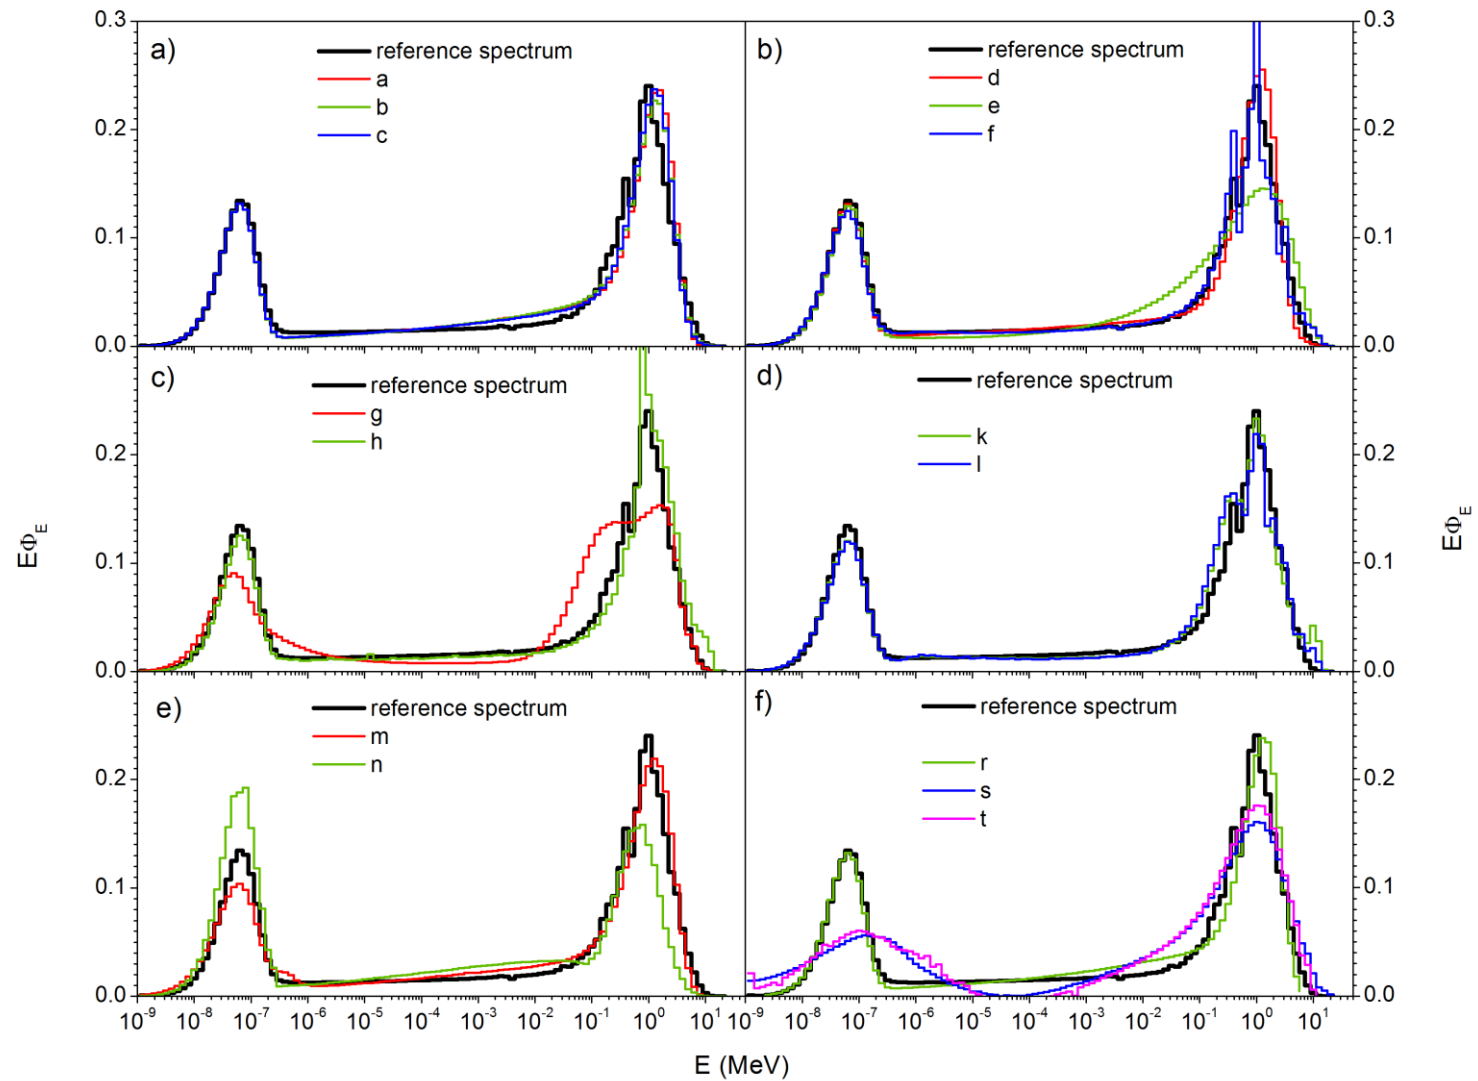 0.3
a)
reference spectrum
a
b
c
0.2
0.1
0.0
b)
reference spectrum
d
e
f
0.3
0.2
0.1
0.0
c)
reference spectrum
g
h
0.2
0.1
0.0
d)
reference spectrum
k
l
0.2
0.1
0.0
EΦE
EΦE
e)
reference spectrum
m
n
0.2
0.1
0.0
f)
reference spectrum
r
s
t
0.2
0.1
0.0
10-9 10-8 10-7 10-6 10-5 10-4 10-3 10-2 10-1 100 101
10-9 10-8 10-7 10-6 10-5 10-4 10-3 10-2 10-1 100 101
E (MeV)